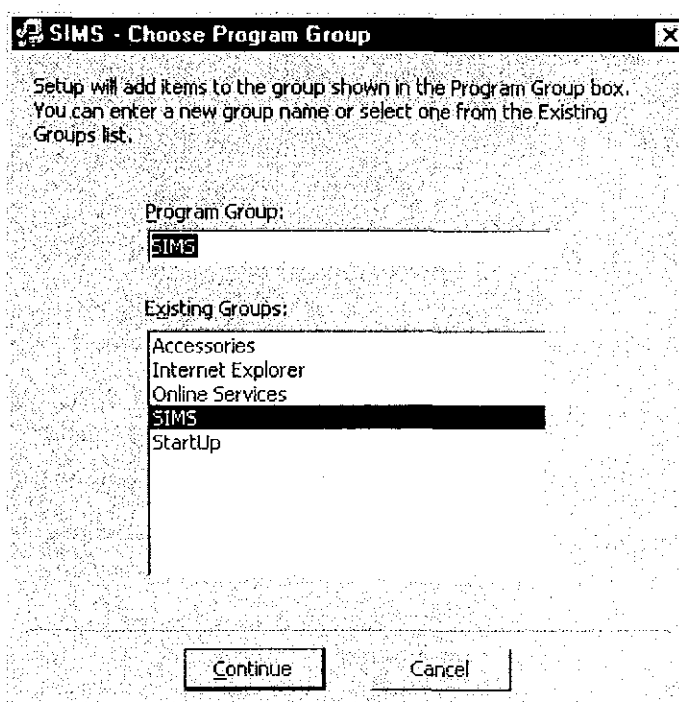 SIMS - Choose Program Group
Setup will add items to the group shown in the Program Group box.
You can enter a new group name or select one from the Existing
Groups list.
Program Group:
SIMS
Existing Groups:
Accessories
Internet Explorer
Online Services
SIMS
StartUp
Continue
Cancel